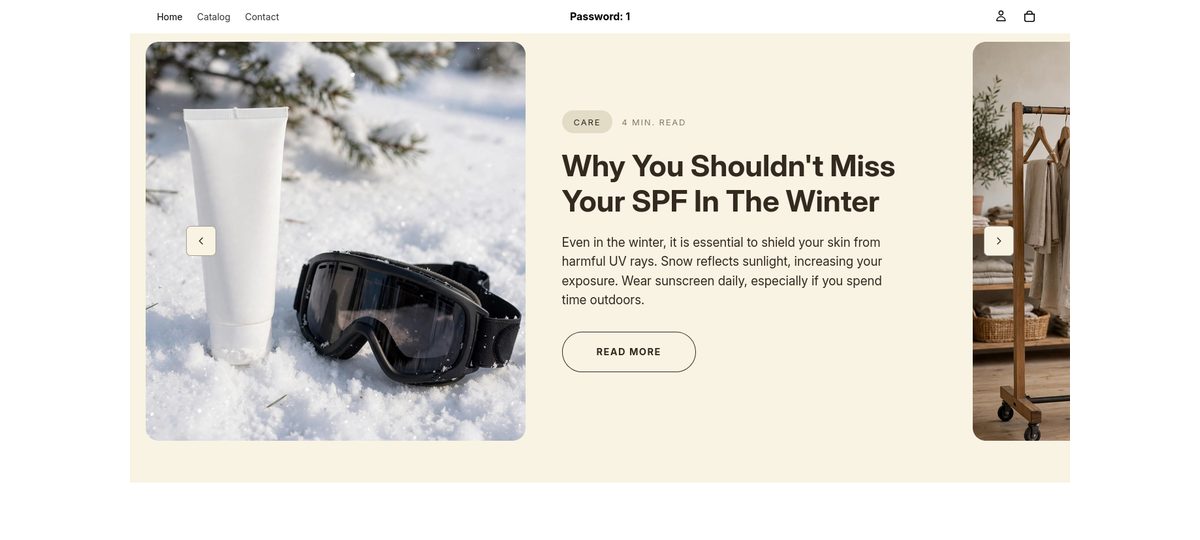 Home Catalog Contact Password: 1
CARE 4 MIN. READ
Why You Shouldn't Miss
Your SPF In The Winter
Even in the winter, it is essential to shield your skin from
harmful UV rays. Snow reflects sunlight, increasing your
exposure. Wear sunscreen daily, especially if you spend
time outdoors.
READ MORE